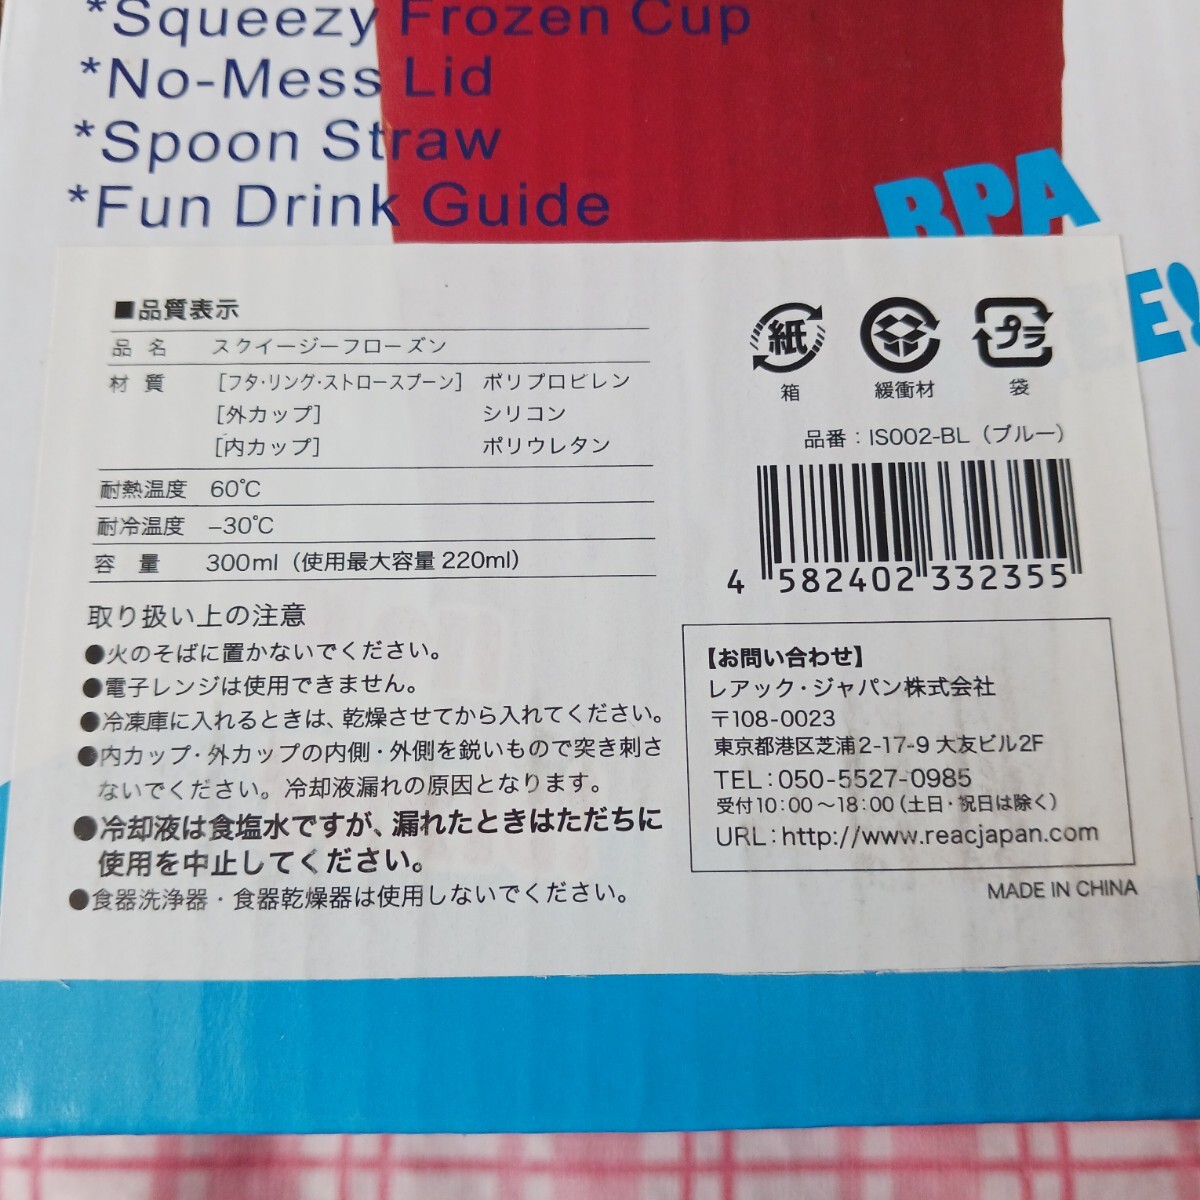 *Squeezy Frozen Cup
*No-Mess Lid
*Spoon Straw
*Fun Drink Guide
BPA
EE!
■品質表示
品 名 スクイージーフローズン
材 質 [フタ・リング・ストロースプーン] ポリプロピレン
[外カップ] シリコン
[内カップ] ポリウレタン
耐熱温度 60℃
耐冷温度 -30℃
容 量 300ml（使用最大容量 220ml）
取り扱い上の注意
●火のそばに置かないでください。
●電子レンジは使用できません。
●冷凍庫に入れるときは、乾燥させてから入れてください。
●内カップ・外カップの内側・外側を鋭いもので突き刺さ
ないでください。冷却液漏れの原因となります。
●冷却液は食塩水ですが、漏れたときはただちに
使用を中止してください。
●食器洗浄器・食器乾燥器は使用しないでください。
紙 プラ
箱 緩衝材 袋
品番：IS002-BL（ブルー）
4 582402 332355
【お問い合わせ】
レアック・ジャパン株式会社
〒108-0023
東京都港区芝浦2-17-9 大友ビル2F
TEL：050-5527-0985
受付10：00～18：00（土日・祝日は除く）
URL：http://www.reacjapan.com
MADE IN CHINA